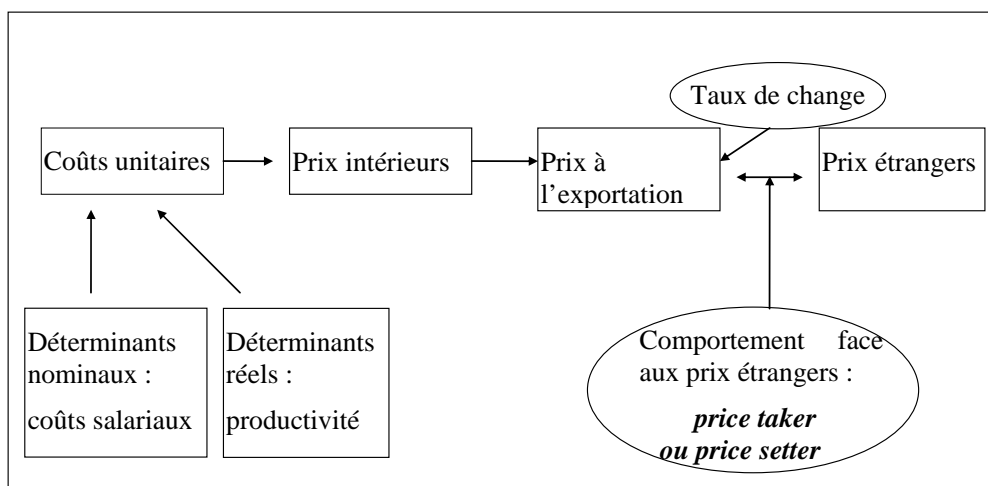 Taux de change
Coûts unitaires
Prix intérieurs
Prix à
l’exportation
Prix étrangers
Déterminants
nominaux :
coûts salariaux
Déterminants
réels :
productivité
Comportement face
aux prix étrangers :
price taker
ou price setter